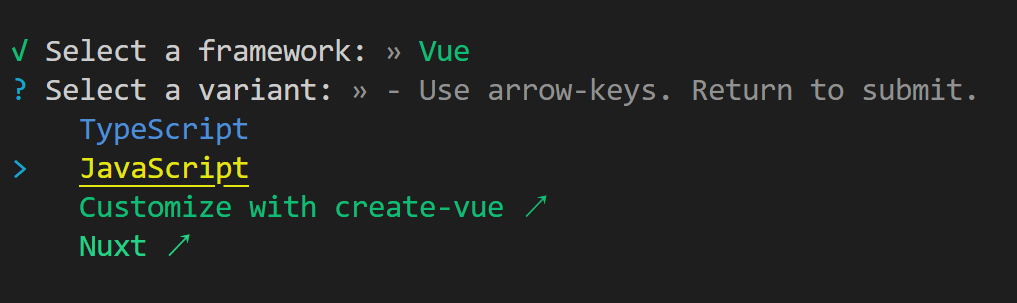 √ Select a framework: » Vue
? Select a variant: » - Use arrow-keys. Return to submit.
TypeScript
> JavaScript
Customize with create-vue ↗
Nuxt ↗